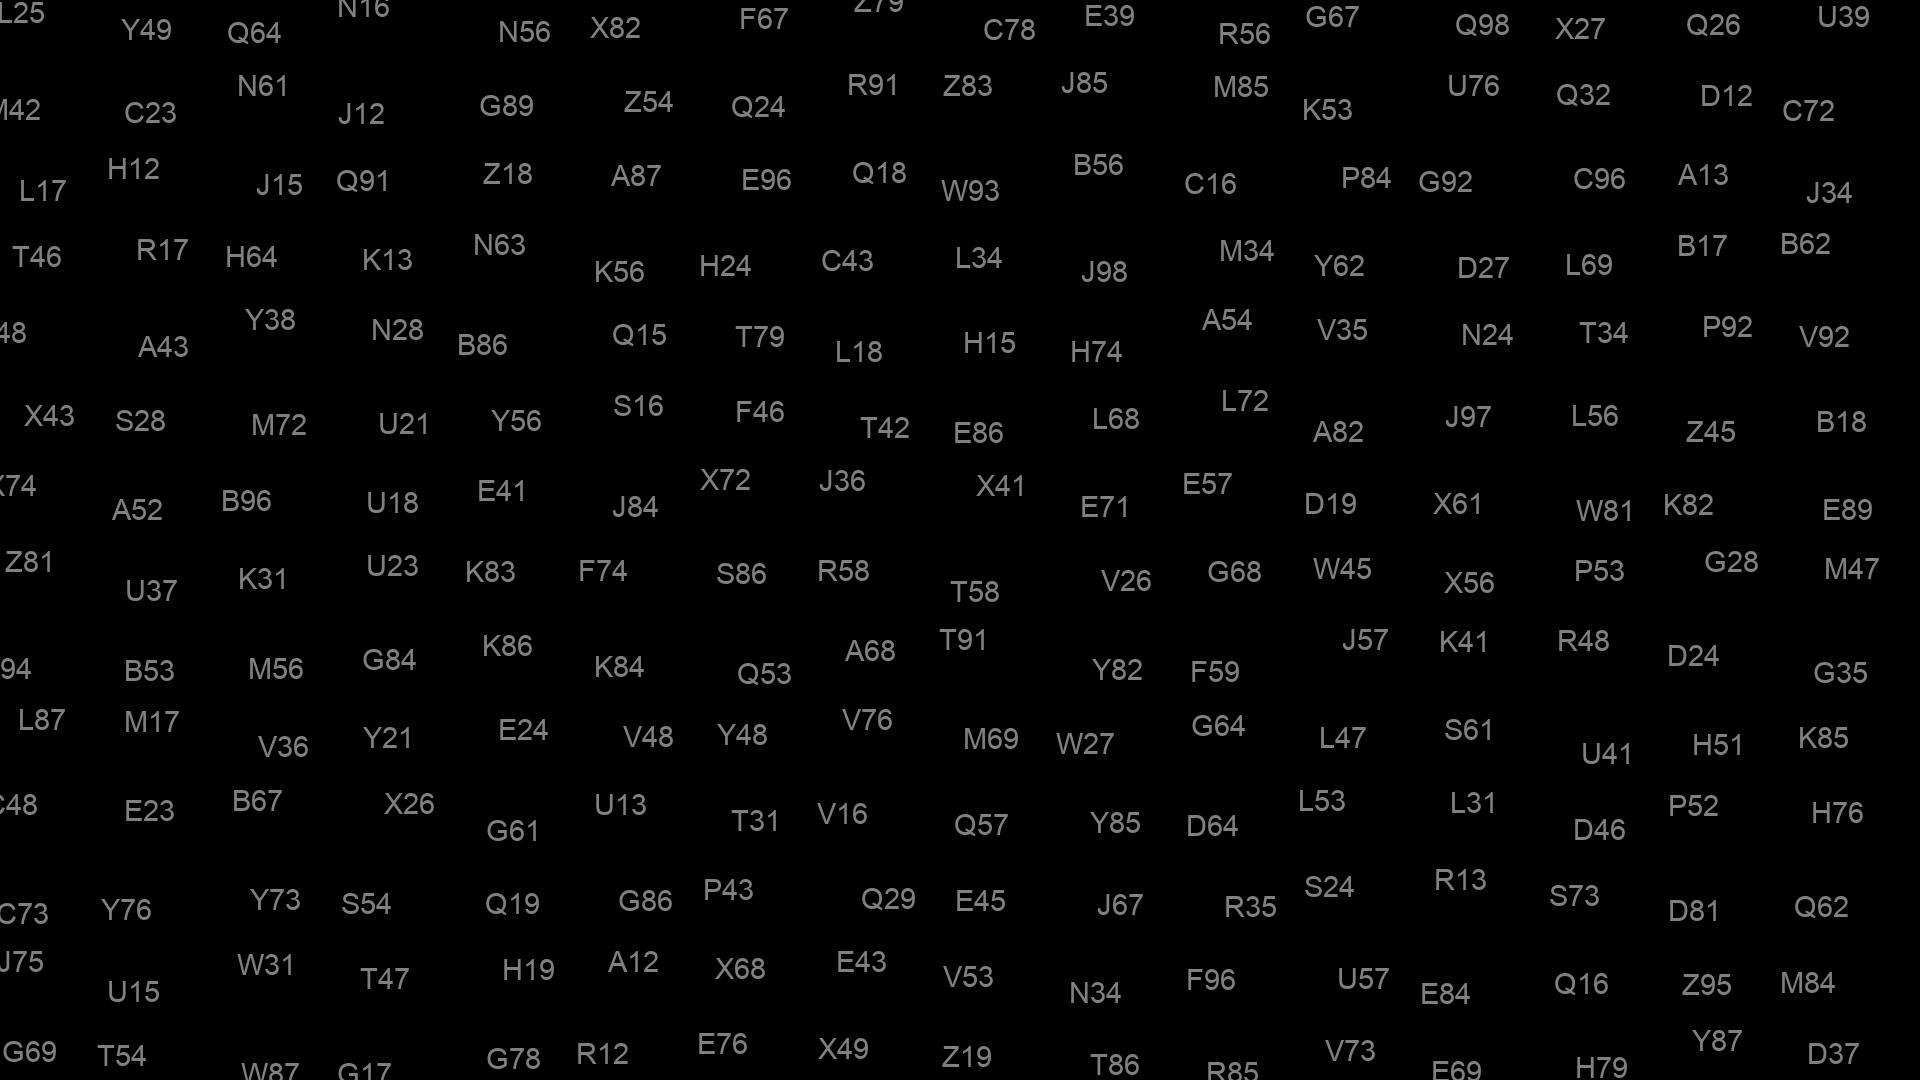 L25 Y49 Q64 N16 N56 X82 F67 Z79 C78 E39 R56 G67 Q98 X27 Q26 U39
M42 C23 N61 J12 G89 Z54 Q24 R91 Z83 J85 M85 K53 U76 Q32 D12 C72
L17 H12 J15 Q91 Z18 A87 E96 Q18 W93 B56 C16 P84 G92 C96 A13 J34
T46 R17 H64 K13 N63 K56 H24 C43 L34 J98 M34 Y62 D27 L69 B17 B62
48 A43 Y38 N28 B86 Q15 T79 L18 H15 H74 A54 V35 N24 T34 P92 V92
X43 S28 M72 U21 Y56 S16 F46 T42 E86 L68 L72 A82 J97 L56 Z45 B18
74 A52 B96 U18 E41 J84 X72 J36 X41 E71 E57 D19 X61 W81 K82 E89
Z81 U37 K31 U23 K83 F74 S86 R58 T58 V26 G68 W45 X56 P53 G28 M47
94 B53 M56 G84 K86 K84 Q53 A68 T91 Y82 F59 J57 K41 R48 D24 G35
L87 M17 V36 Y21 E24 V48 Y48 V76 M69 W27 G64 L47 S61 U41 H51 K85
C48 E23 B67 X26 G61 U13 T31 V16 Q57 Y85 D64 L53 L31 D46 P52 H76
C73 Y76 Y73 S54 Q19 G86 P43 Q29 E45 J67 R35 S24 R13 S73 D81 Q62
J75 U15 W31 T47 H19 A12 X68 E43 V53 N34 F96 U57 E84 Q16 Z95 M84
G69 T54 W87 G17 G78 R12 E76 X49 Z19 T86 R85 V73 E69 H79 Y87 D37